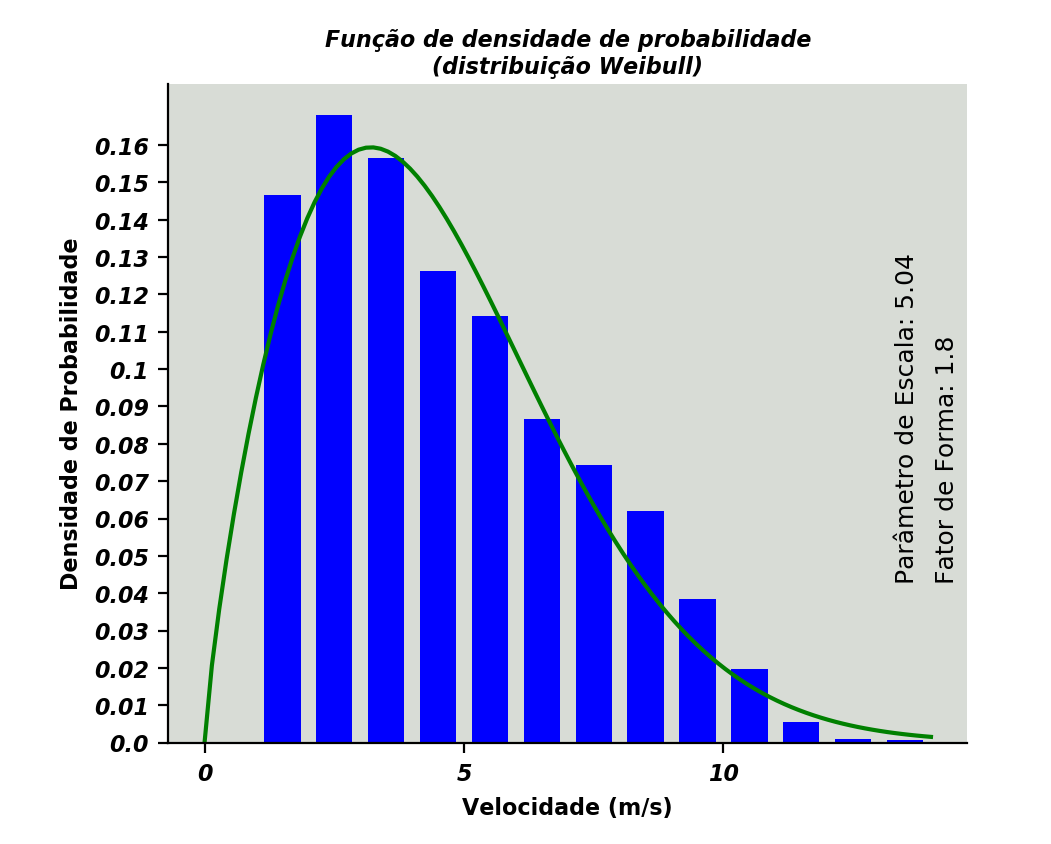 Função de densidade de probabilidade
(distribuição Weibull)
0.16
0.15
0.14
0.13
0.12
0.11
0.1
0.09
0.08
0.07
0.06
0.05
0.04
0.03
0.02
0.01
0.0
Densidade de Probabilidade
Parâmetro de Escala: 5.04
Fator de Forma: 1.8
0 5 10
Velocidade (m/s)